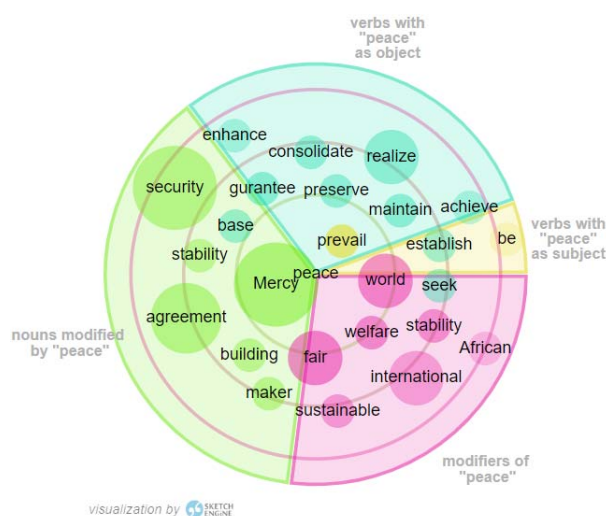 verbs with
"peace"
as object
enhance
consolidate
realize
security
gurantee
preserve
maintain
achieve
base
prevail
establish
be
verbs with
"peace"
as subject
stability
Mercy
peace
world
seek
nouns modified
by "peace"
agreement
welfare
stability
building
fair
African
international
maker
sustainable
modifiers of
"peace"
visualization by SKETCH
ENGINE